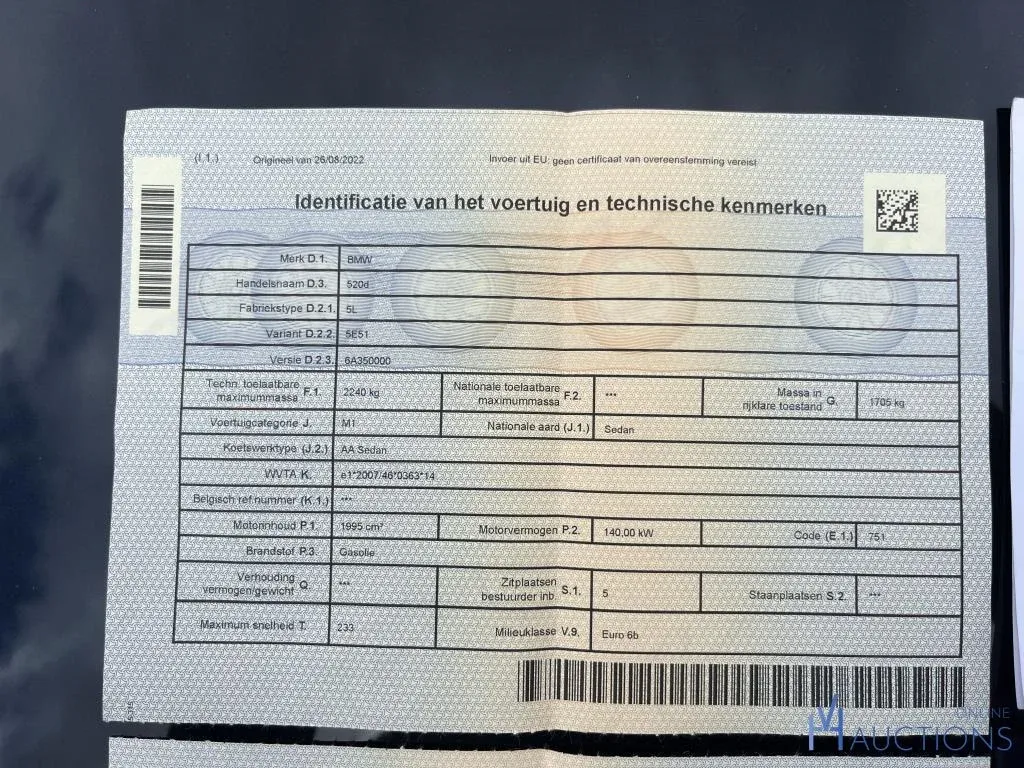 (I.1.) Origineel van 26/08/2022 Invoer uit EU: geen certificaat van overeenstemming vereist
Identificatie van het voertuig en technische kenmerken
Merk D.1. BMW
Handelsnaam D.3. 520d
Fabriekstype D.2.1. 5L
Variant D.2.2. 5E51
Versie D.2.3. 6A350000
Techn. toelaatbare maximummassa F.1. 2240 kg Nationale toelaatbare maximummassa F.2. *** Massa in rijklare toestand G. 1705 kg
Voertuigcategorie J. M1 Nationale aard (J.1.) Sedan
Koetswerktype (J.2.) AA Sedan
WVTA K. e1*2007/46*0363*14
Belgisch ref.nummer (K.1.) ***
Motorinhoud P.1. 1995 cm³ Motorvermogen P.2. 140,00 kW Code (E.1.) 751
Brandstof P.3. Gasolie
Verhouding vermogen/gewicht Q. *** Zitplaatsen bestuurder inb. S.1. 5 Staanplaatsen S.2. ***
Maximum snelheid T. 233 Milieuklasse V.9. Euro 6b
ONLINE
AUCTIONS